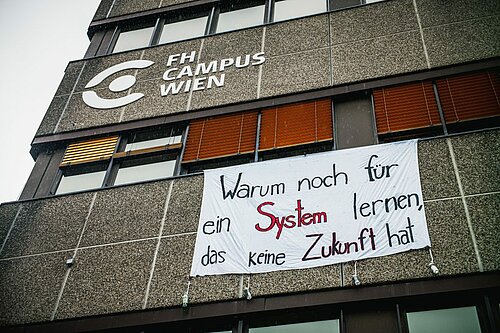 FH
CAMPUS
WIEN
Warum noch für
ein System lernen,
das keine Zukunft hat